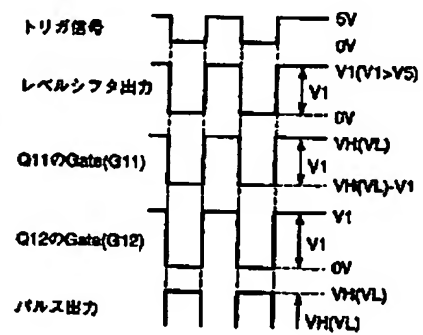 トリガ信号
5V
0V
レベルシフタ出力
V1(V1>V5)
V1
0V
Q11のGate(G11)
VH(VL)
V1
VH(VL)-V1
Q12のGate(G12)
V1
V1
0V
パルス出力
VH(VL)
VH(VL)